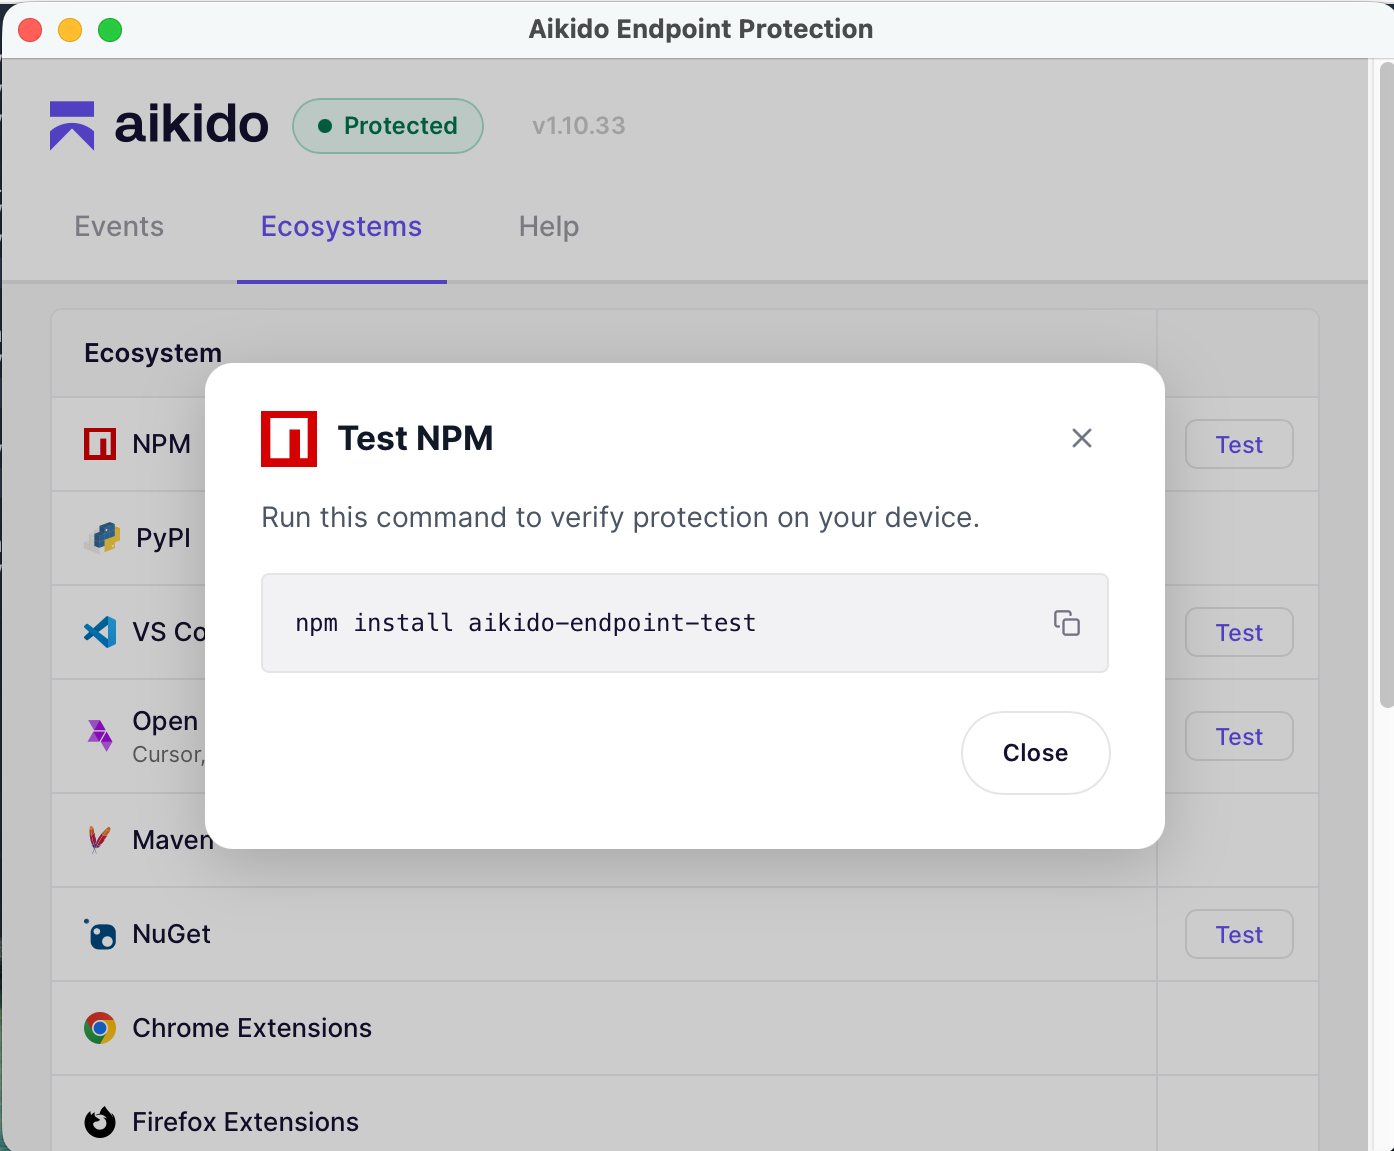 Aikido Endpoint Protection
aikido
Protected
v1.10.33
Events
Ecosystems
Help
Ecosystem
NPM
Test
PyPI
VS Co
Test
Open
Cursor,
Test
Maven
NuGet
Test
Chrome Extensions
Firefox Extensions
Test NPM
Run this command to verify protection on your device.
npm install aikido-endpoint-test
Close